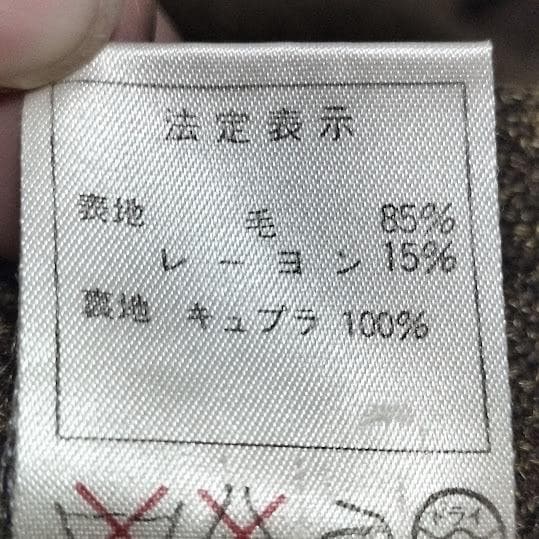 法定表示
表地 毛 85%
レーヨン 15%
裏地 キュプラ 100%
ドライ